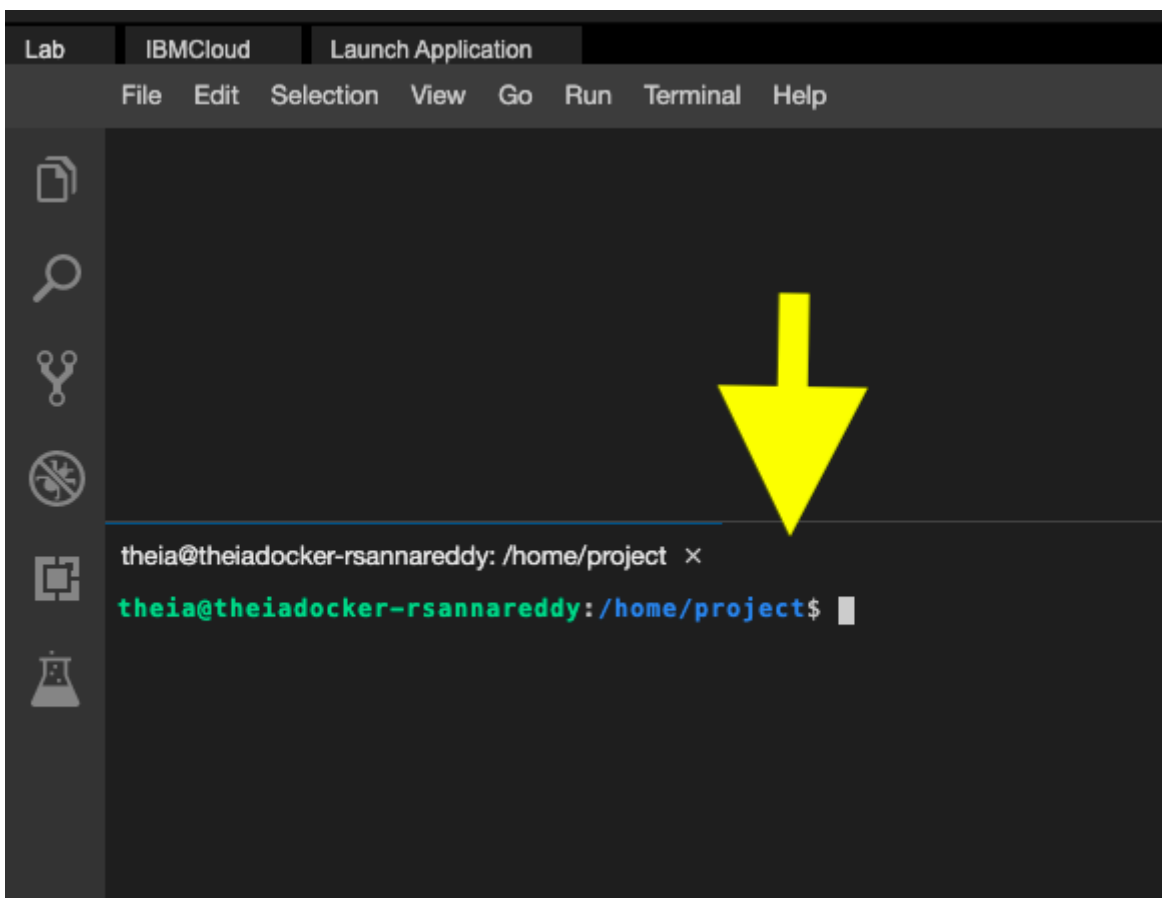 Lab IBMCloud Launch Application
File Edit Selection View Go Run Terminal Help
theia@theiadocker-rsannareddy: /home/project ×
theia@theiadocker-rsannareddy:/home/project$